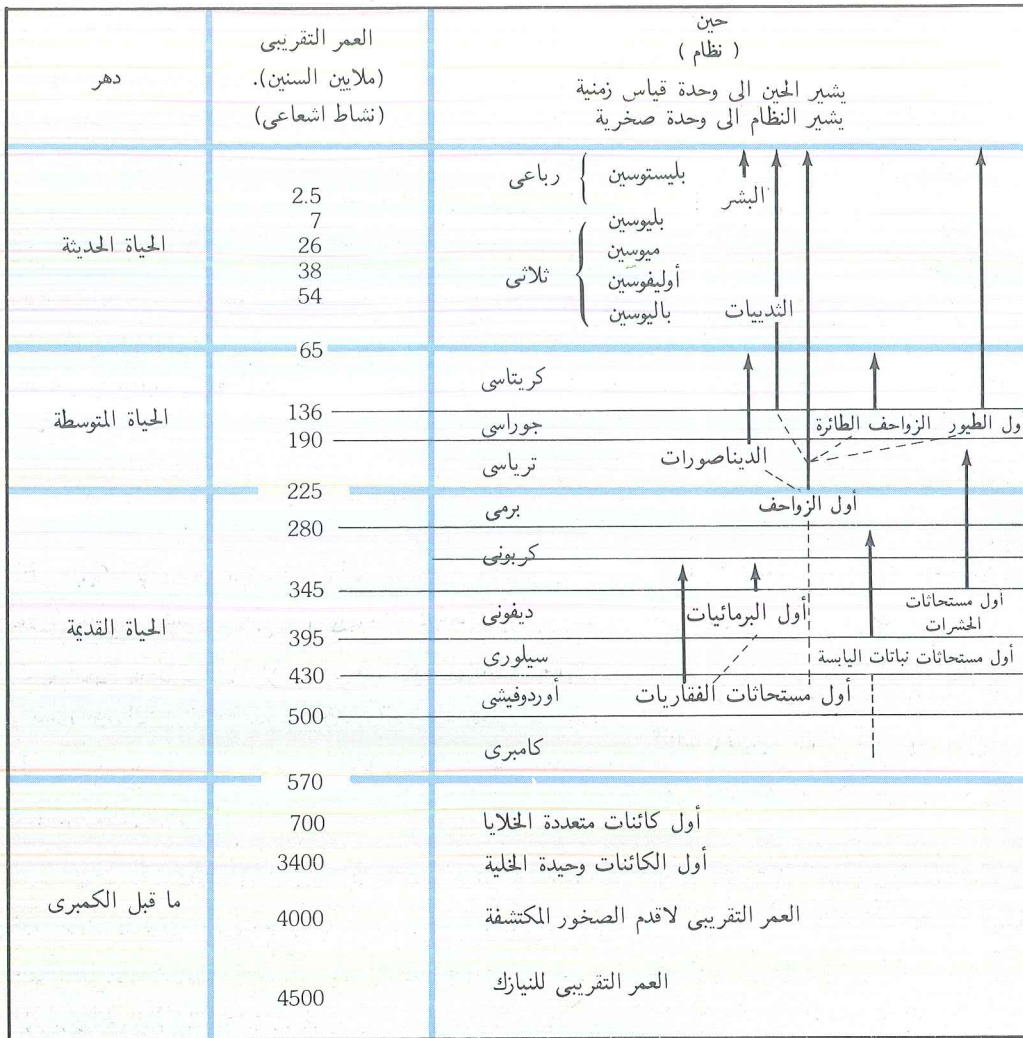 دهر
العمر التقريبى
(ملايين السنين).
(نشاط اشعاعى)
حين
( نظام )
يشير الحين الى وحدة قياس زمنية
يشير النظام الى وحدة صخرية
الحياة الحديثة
2.5
7
26
38
54
65
رباعى
بليستوسين
ثلاثى
بليوسين
ميوسين
أوليفوسين
باليوسين
البشر
الثدييات
الحياة المتوسطة
136
190
225
كريتاسى
جوراسى
ترياسى
الديناصورات
الزواحف الطائرة
ول الطيور
أول الزواحف
الحياة القديمة
280
345
395
430
500
570
برمى
كربونى
ديفونى
سيلورى
أوردوفيشى
كامبرى
أول البرمائيات
أول مستحاثات
الحشرات
أول مستحاثات نباتات اليابسة
أول مستحاثات الفقاريات
ما قبل الكمبرى
700
أول كائنات متعددة الخلايا
3400
أول الكائنات وحيدة الخلية
4000
العمر التقريبى لاقدم الصخور المكتشفة
4500
العمر التقريبى للنيازك